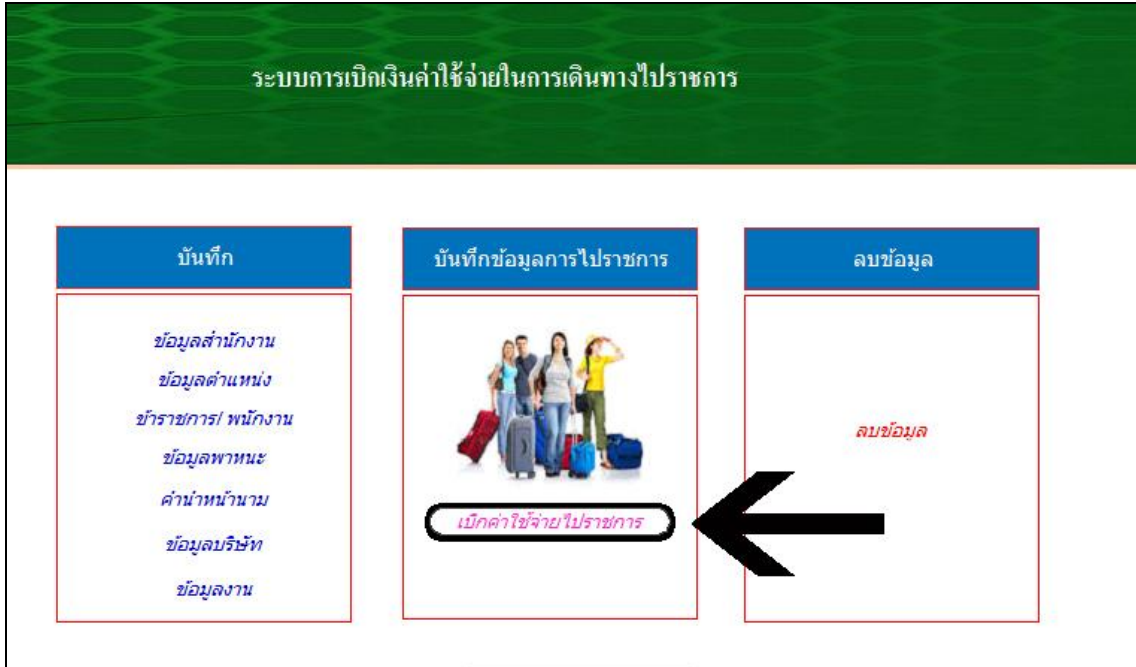 ระบบการเบิกเงินค่าใช้จ่ายในการเดินทางไปราชการ
บันทึก
ข้อมูลสำนักงาน
ข้อมูลตำแหน่ง
ข้าราชการ/ พนักงาน
ข้อมูลพาหนะ
คำนำหน้านาม
ข้อมูลบริษัท
ข้อมูลงาน
บันทึกข้อมูลการไปราชการ
เบิกค่าใช้จ่ายไปราชการ
ลบข้อมูล
ลบข้อมูล